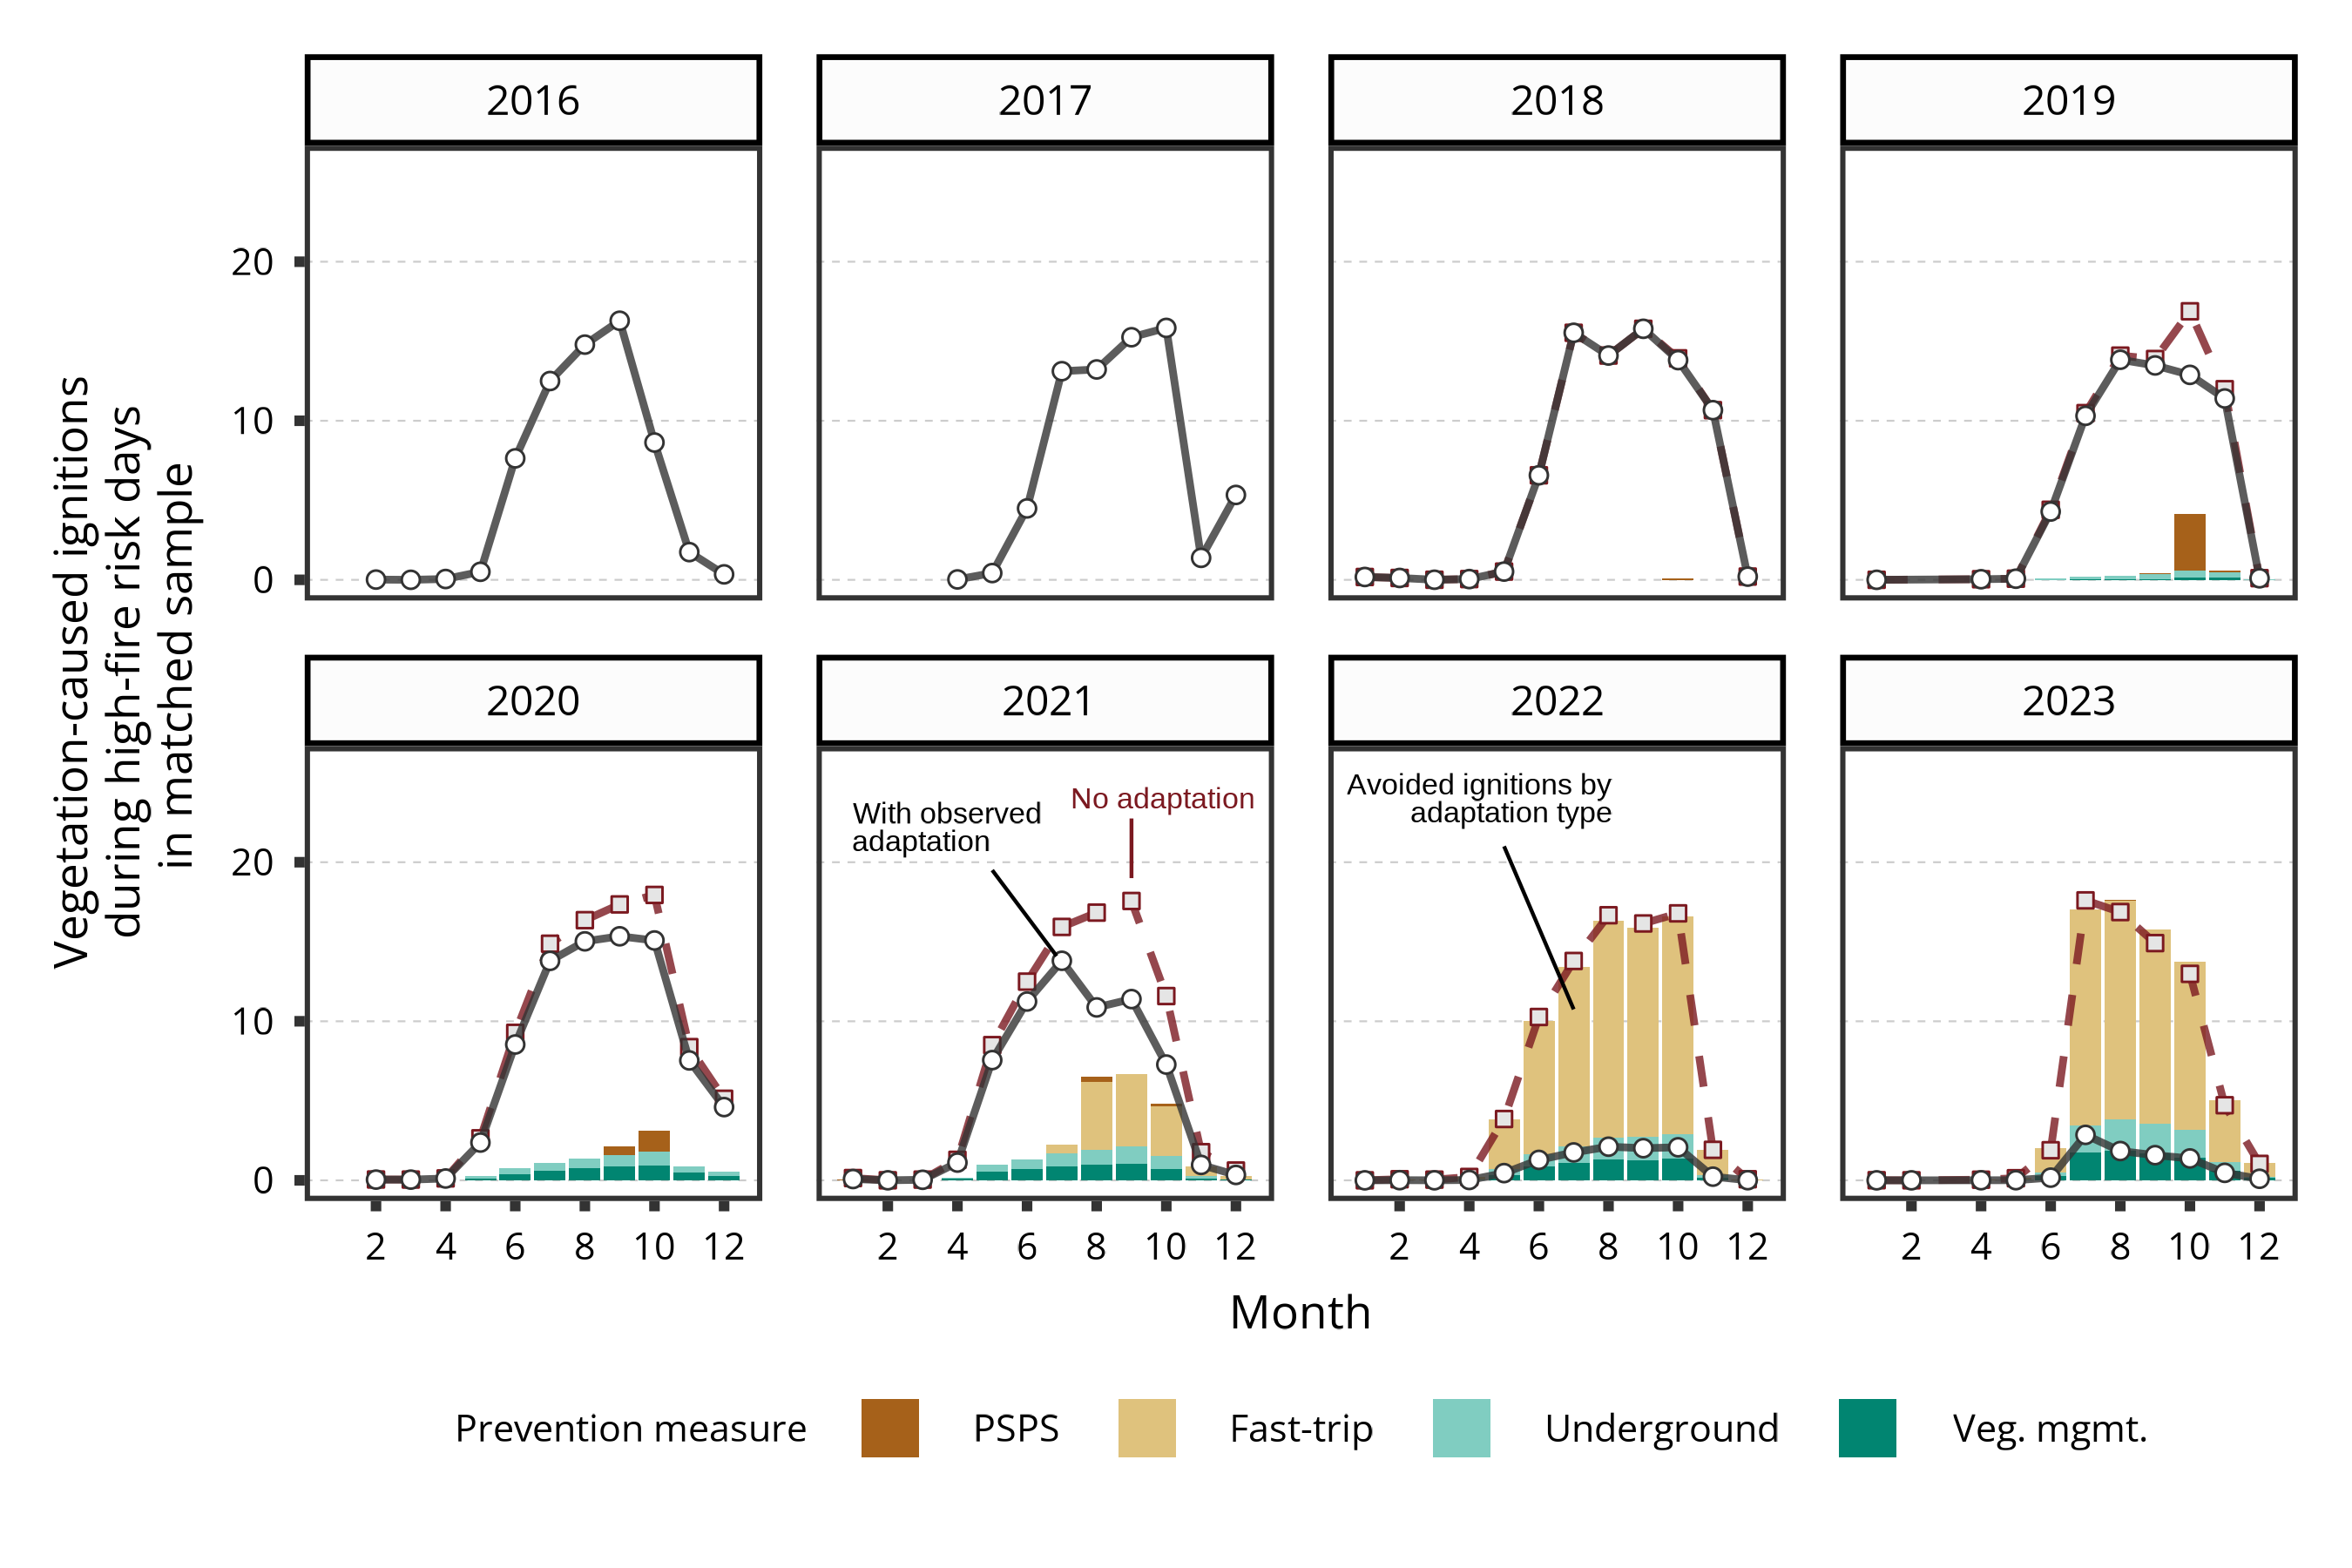 2016
2017
2018
2019
20
10
0
Vegetation-caused ignitions
during high-fire risk days
in matched sample
2020
2021
2022
2023
20
10
0
With observed
adaptation
No adaptation
Avoided ignitions by
adaptation type
2 4 6 8 10 12
2 4 6 8 10 12
2 4 6 8 10 12
2 4 6 8 10 12
Month
Prevention measure PSPS Fast-trip Underground Veg. mgmt.